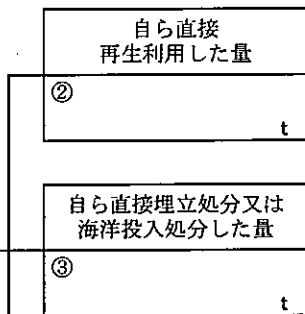 自ら直接
再生利用した量
②
t
自ら直接埋立処分又は
海洋投入処分した量
③
t